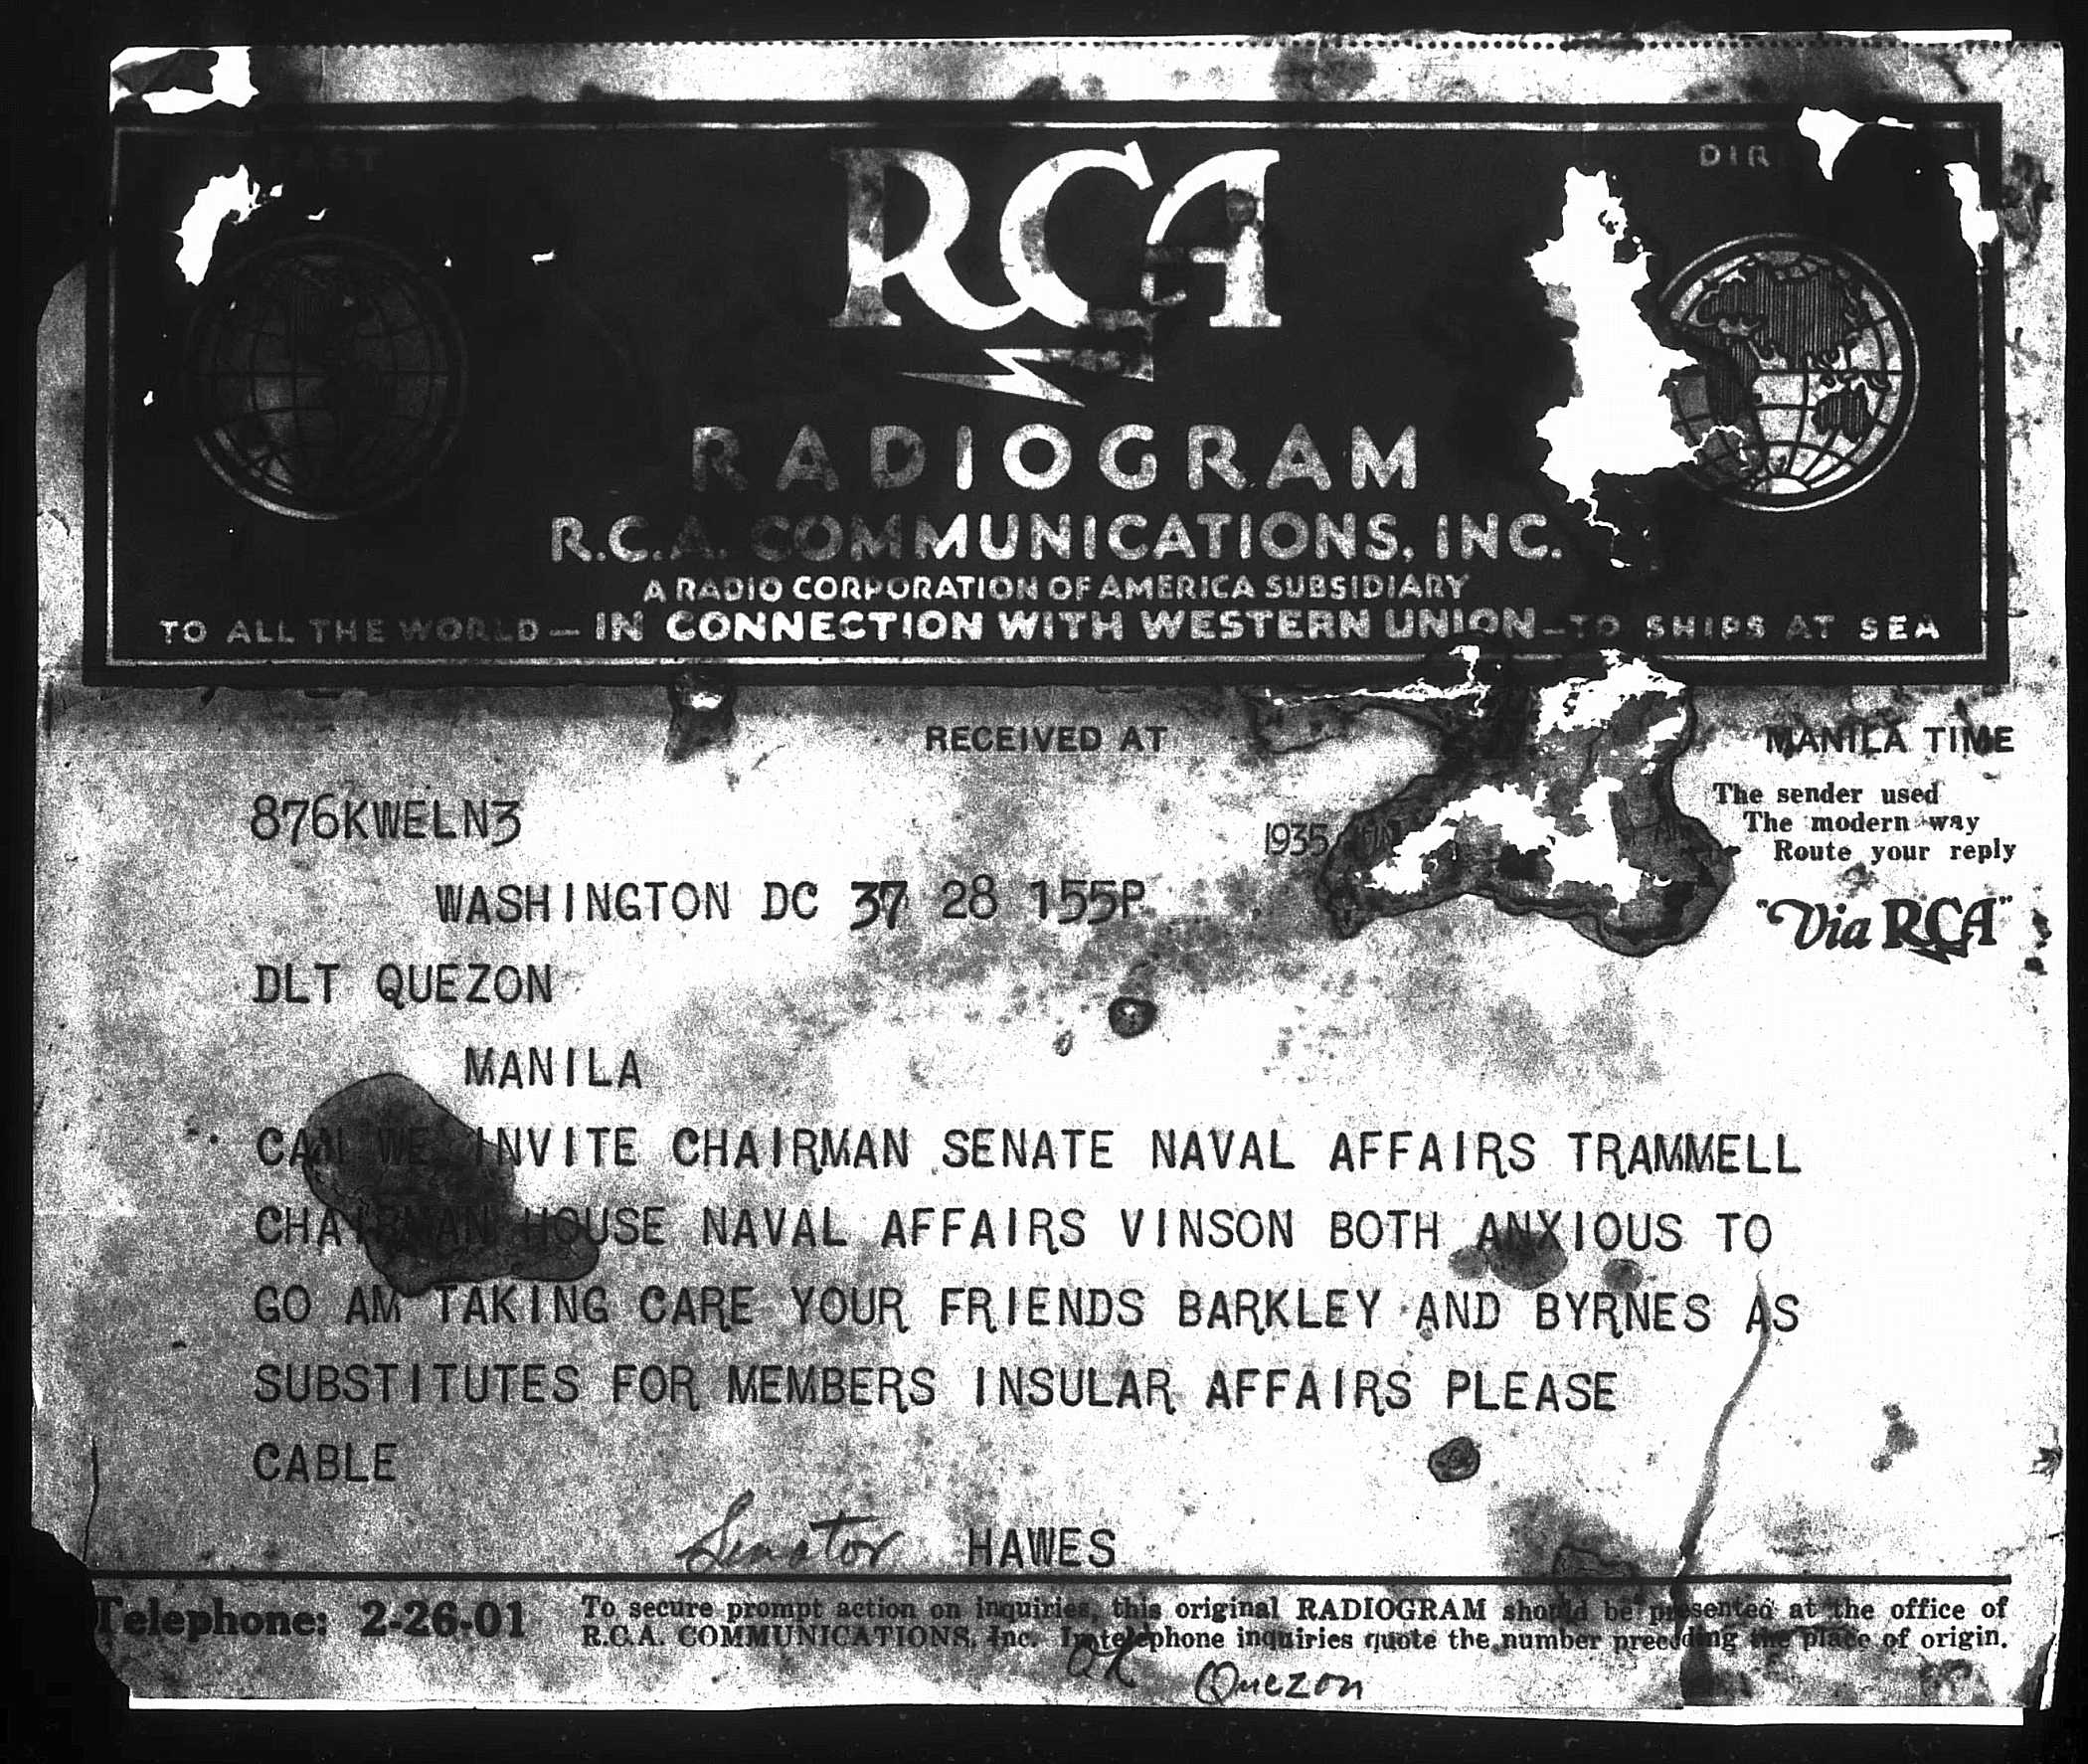 FAST
RCA
DIR
RADIOGRAM
R.C.A. COMMUNICATIONS, INC.
A RADIO CORPORATION OF AMERICA SUBSIDIARY
TO ALL THE WORLD — IN CONNECTION WITH WESTERN UNION — TO SHIPS AT SEA
RECEIVED AT
MANILA TIME
The sender used
The modern way
Route your reply
"Via RCA"
876KWELN3
1935
WASHINGTON DC 37 28 155P
DLT QUEZON
MANILA
CAN WE INVITE CHAIRMAN SENATE NAVAL AFFAIRS TRAMMELL
CHAIRMAN HOUSE NAVAL AFFAIRS VINSON BOTH ANXIOUS TO
GO AM TAKING CARE YOUR FRIENDS BARKLEY AND BYRNES AS
SUBSTITUTES FOR MEMBERS INSULAR AFFAIRS PLEASE
CABLE
Senator HAWES
Telephone: 2-26-01
To secure prompt action on inquiries, this original RADIOGRAM should be presented at the office of
R.C.A. COMMUNICATIONS, Inc. In telephone inquiries quote the number preceding the place of origin.
OK Quezon